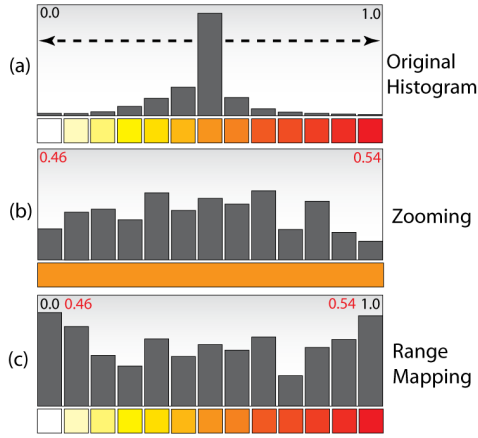 0.0 1.0
(a)
Original
Histogram
0.46 0.54
(b)
Zooming
0.0 0.46 0.54 1.0
(c)
Range
Mapping